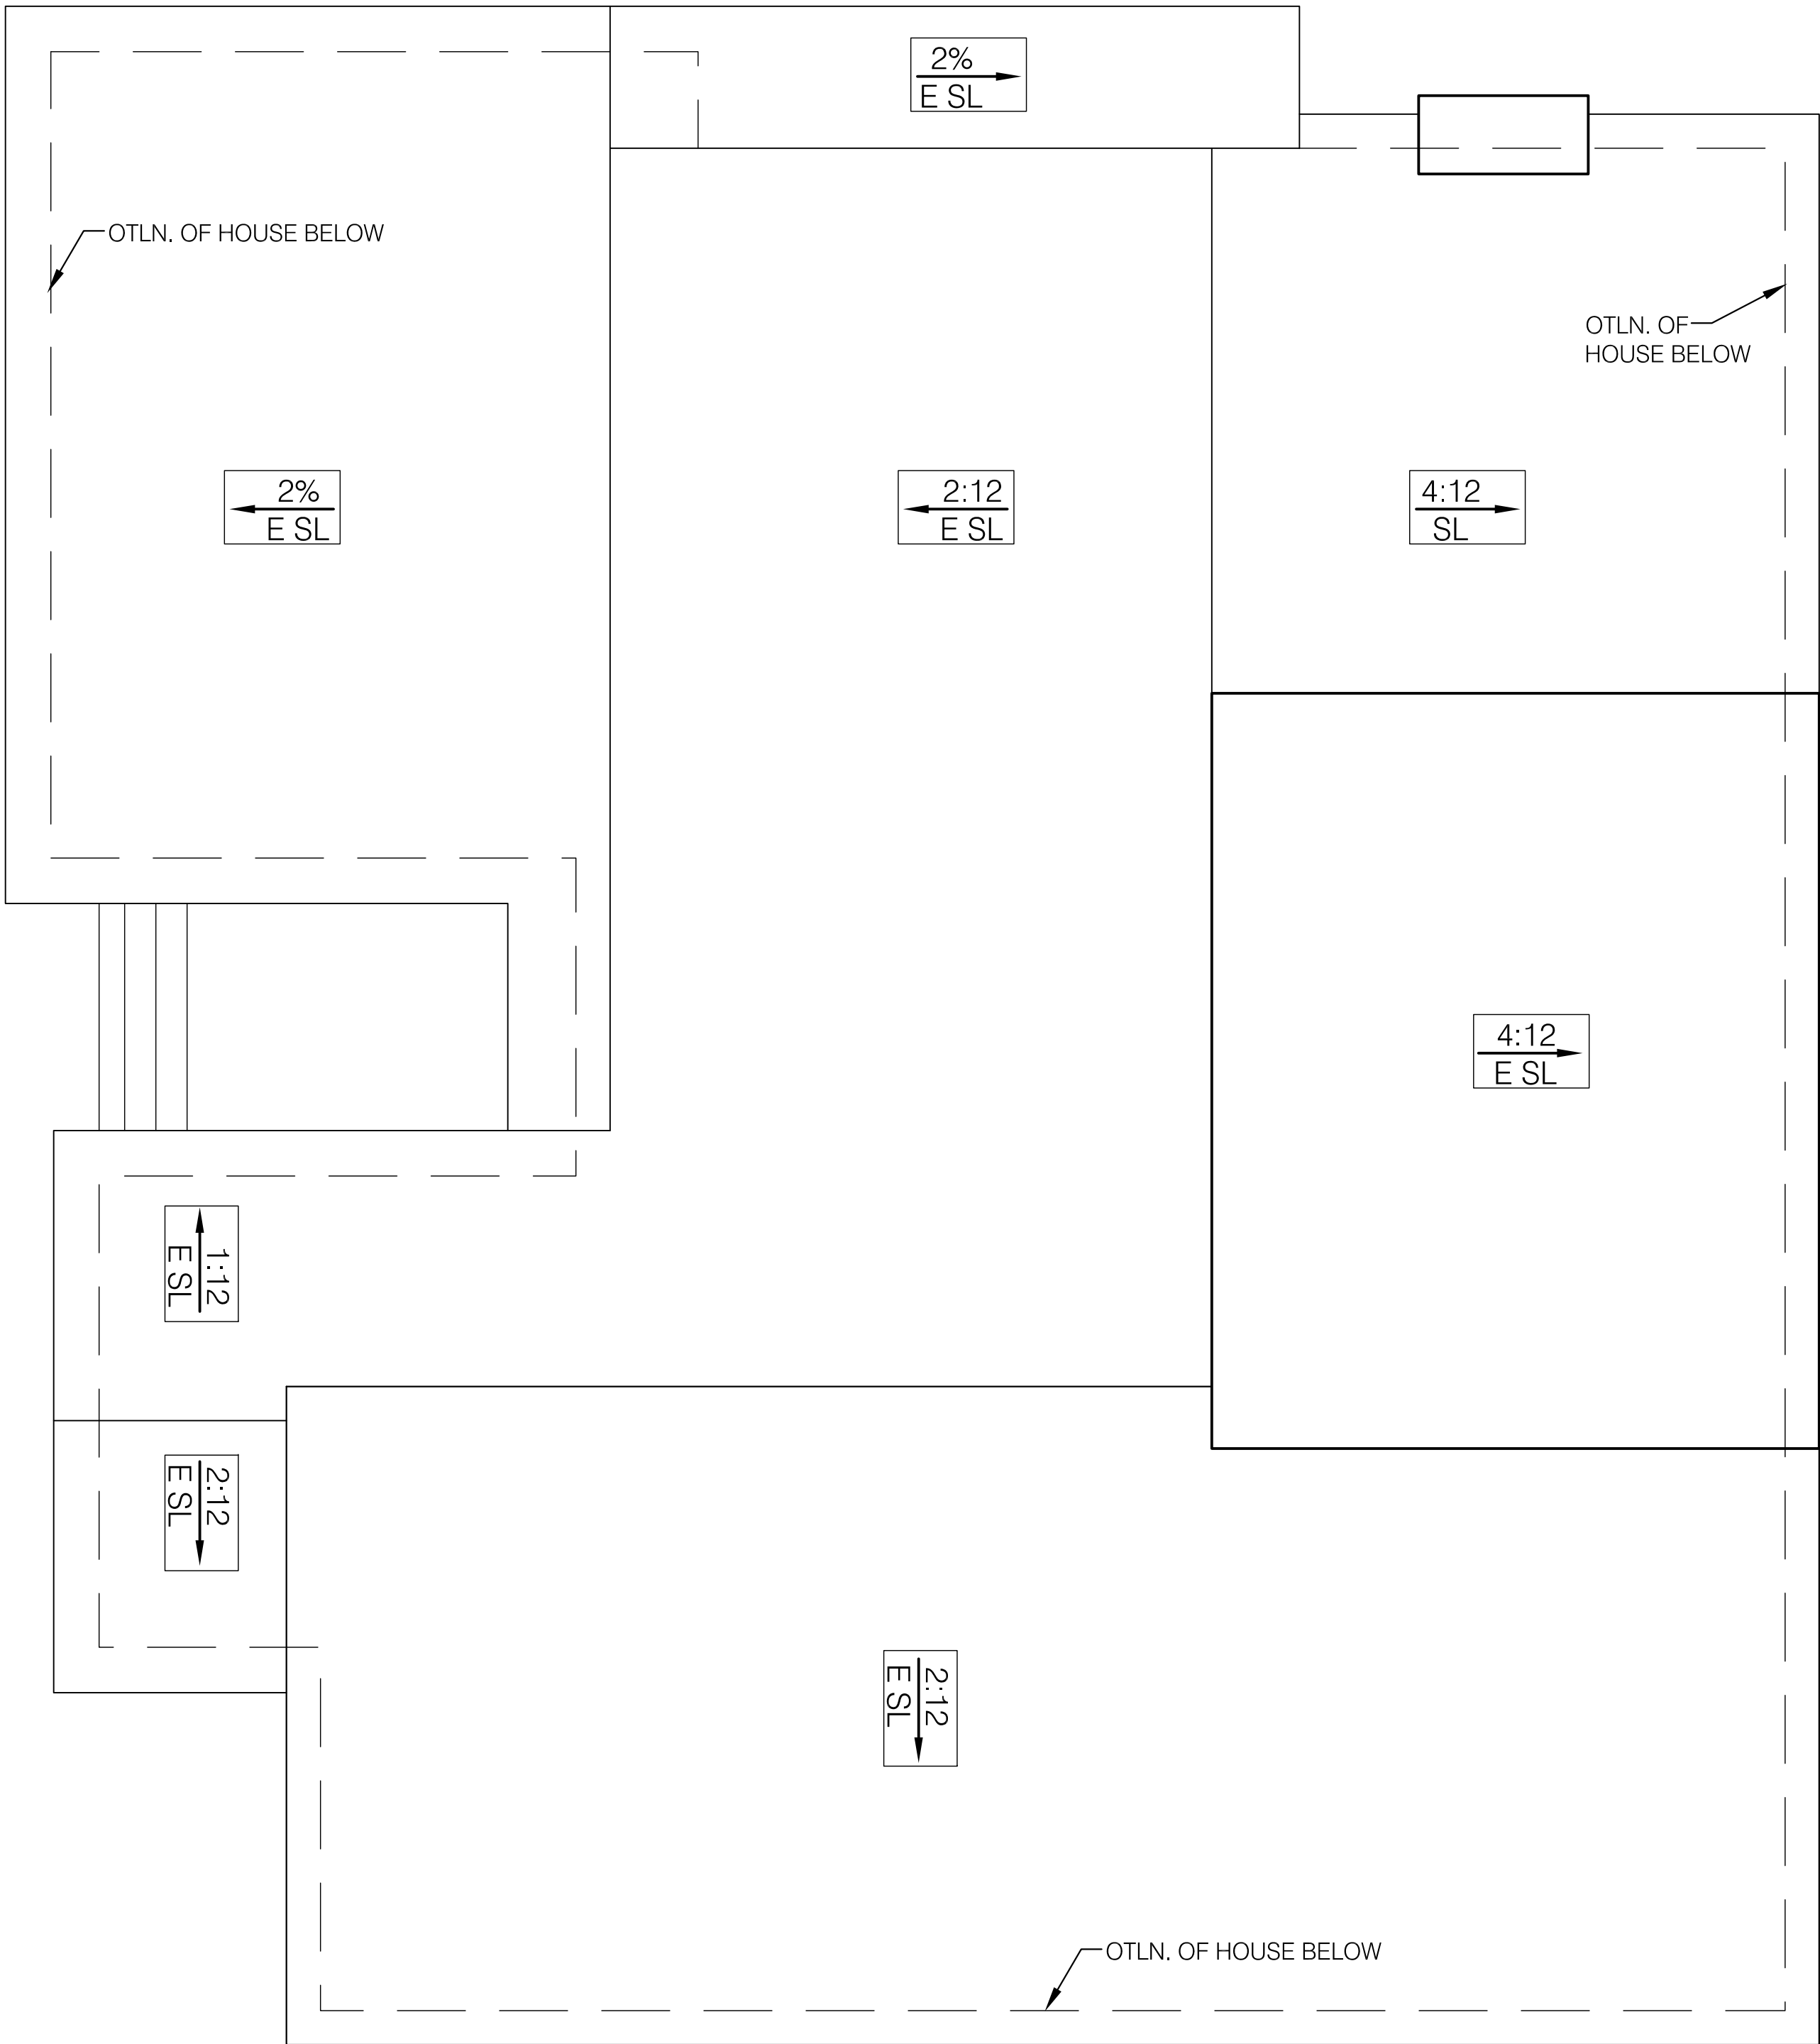 2%
E SL
OTLN. OF HOUSE BELOW
OTLN. OF
HOUSE BELOW
2%
E SL
2:12
E SL
4:12
SL
4:12
E SL
1:12
E SL
2:12
E SL
2:12
E SL
OTLN. OF HOUSE BELOW